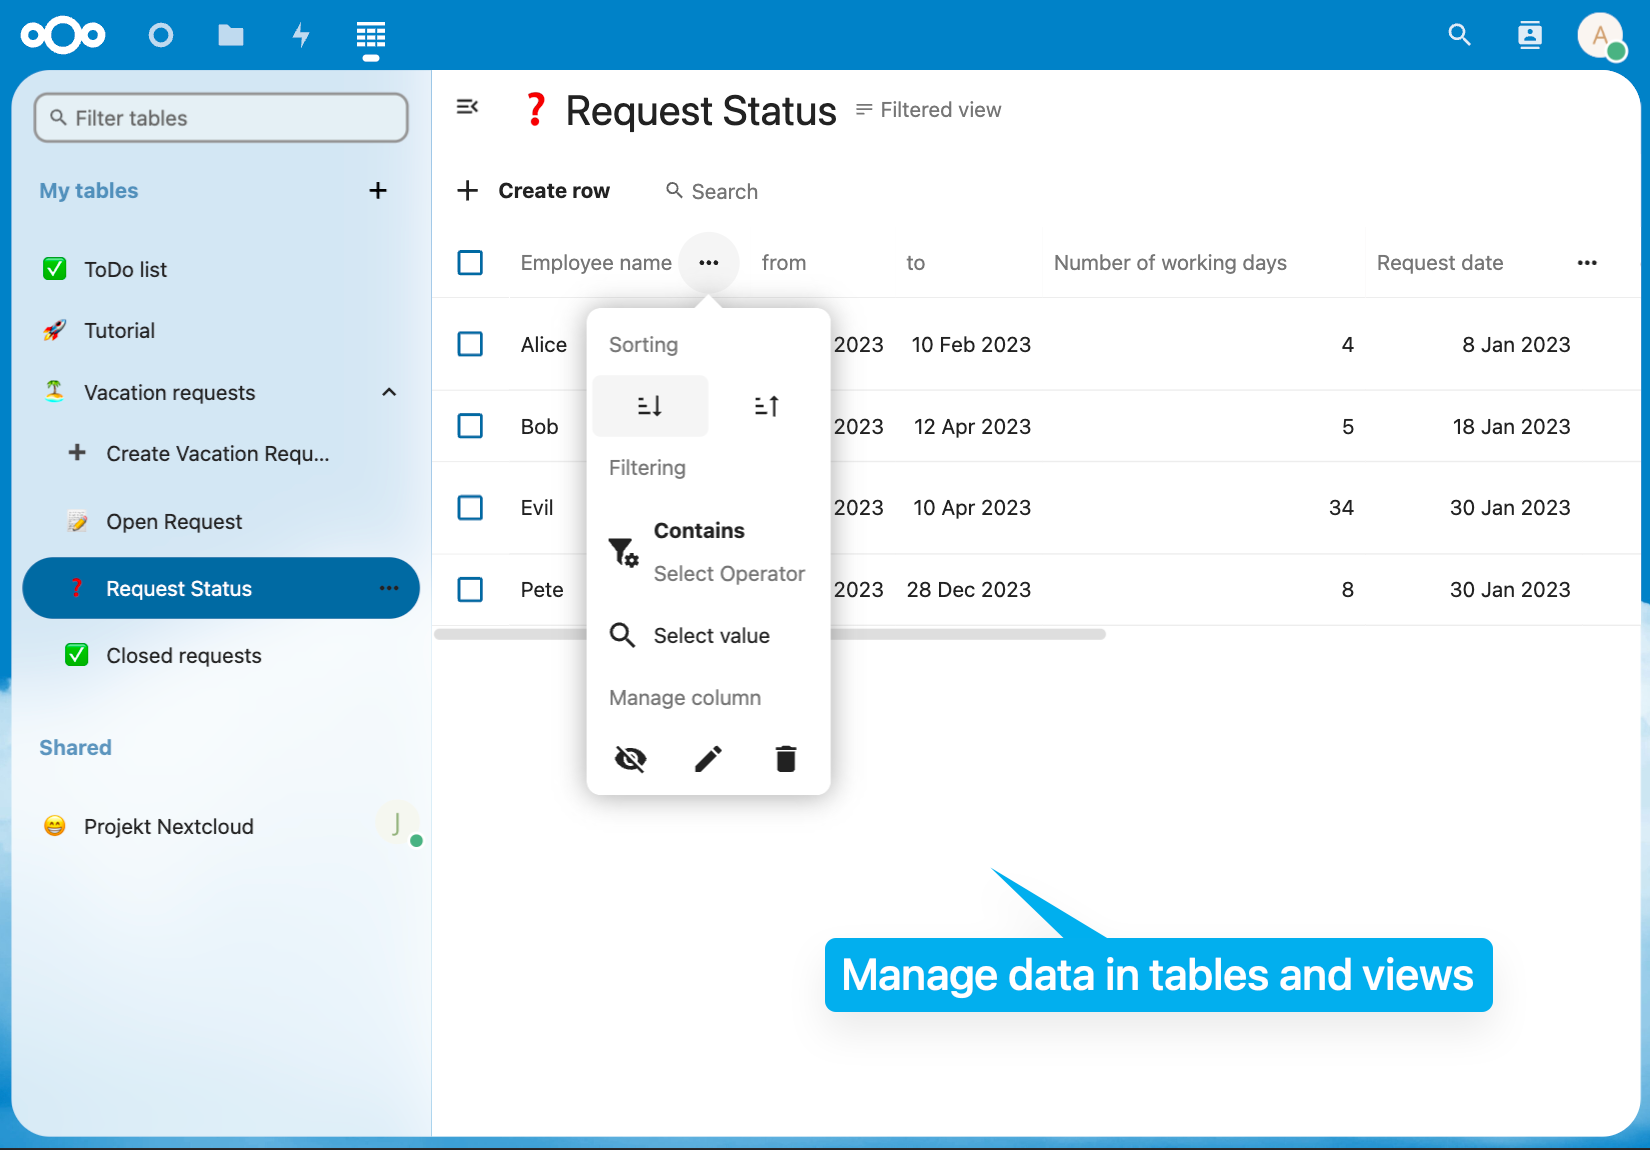 A
Filter tables
My tables
ToDo list
Tutorial
Vacation requests
Create Vacation Requ...
Open Request
Request Status
Closed requests
Shared
Projekt Nextcloud
J
Request Status
Filtered view
Create row
Search
Employee name
from
to
Number of working days
Request date
Alice
2023
10 Feb 2023
4
8 Jan 2023
Bob
2023
12 Apr 2023
5
18 Jan 2023
Evil
2023
10 Apr 2023
34
30 Jan 2023
Pete
2023
28 Dec 2023
8
30 Jan 2023
Sorting
Filtering
Contains
Select Operator
Select value
Manage column
Manage data in tables and views